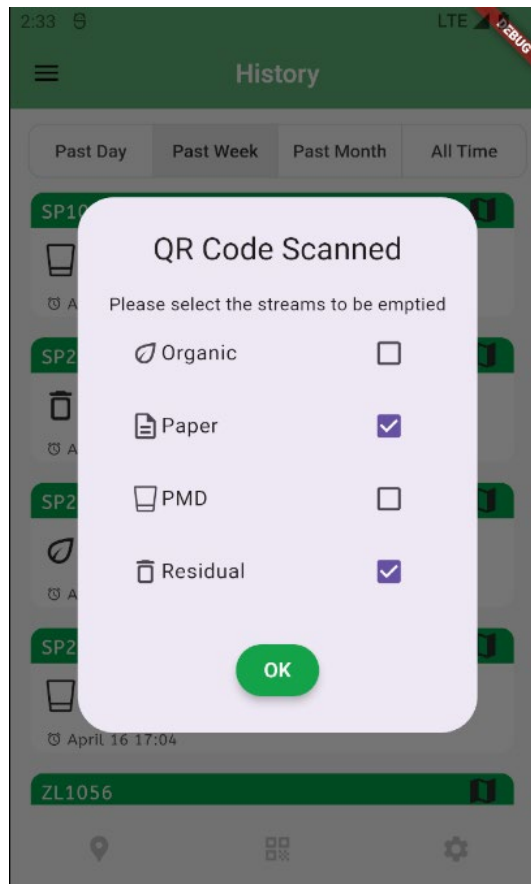 2:33
LTE
DEBUG
History
Past Day Past Week Past Month All Time
SP10
QR Code Scanned
Please select the streams to be emptied
Organic
SP2
Paper
SP2
PMD
Residual
SP2
OK
April 16 17:04
ZL1056